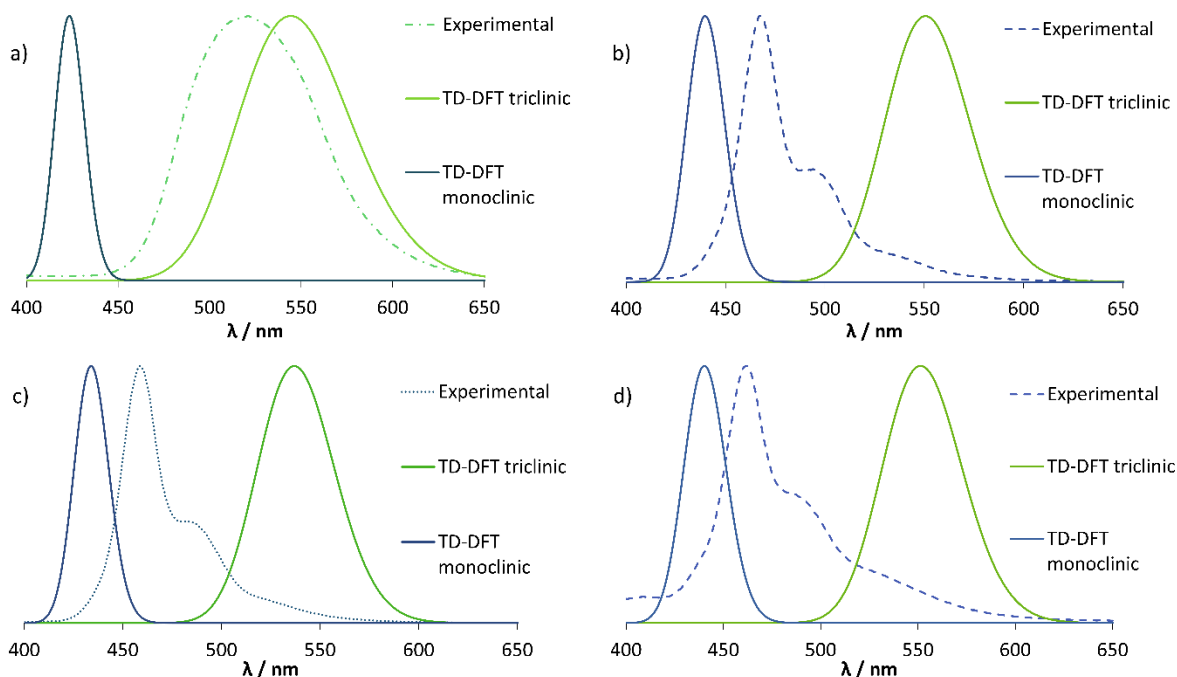 a)
Experimental
TD-DFT triclinic
TD-DFT
monoclinic
400 450 500 550 600 650
λ / nm
b)
Experimental
TD-DFT triclinic
TD-DFT
monoclinic
400 450 500 550 600 650
λ / nm
c)
Experimental
TD-DFT triclinic
TD-DFT
monoclinic
400 450 500 550 600 650
λ / nm
d)
Experimental
TD-DFT triclinic
TD-DFT
monoclinic
400 450 500 550 600 650
λ / nm